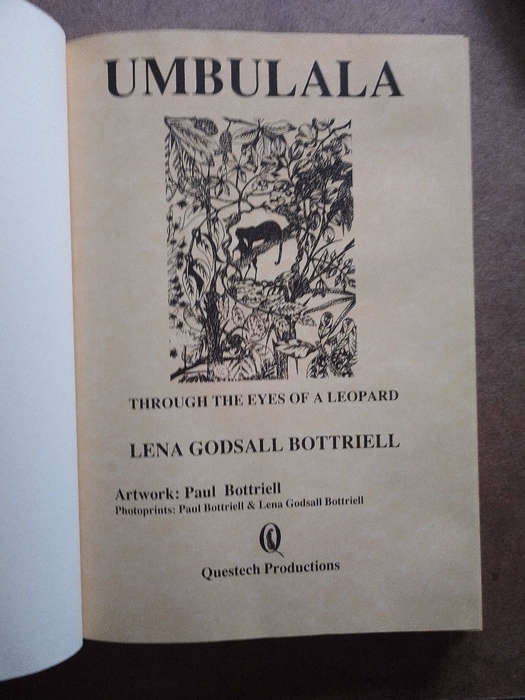 UMBULALA
THROUGH THE EYES OF A LEOPARD
LENA GODSALL BOTTRIELL
Artwork: Paul Bottriell
Photoprints: Paul Bottriell & Lena Godsall Bottriell
Q
Questech Productions